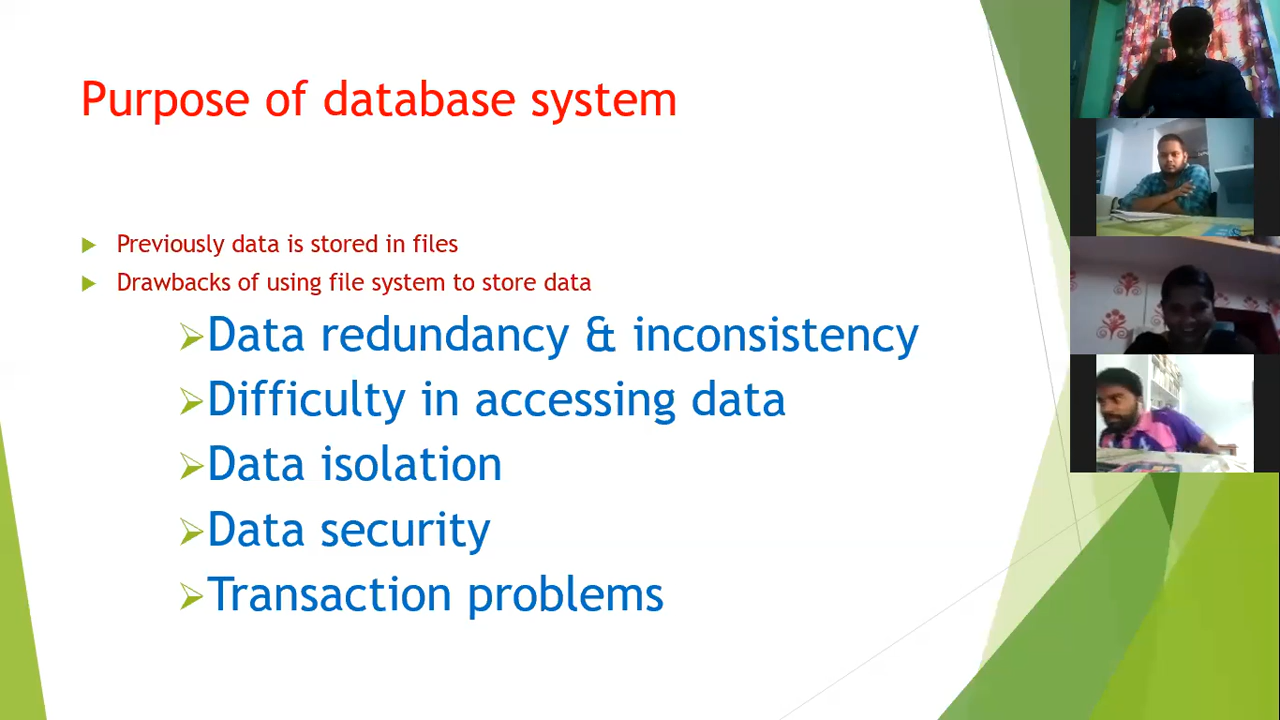 Purpose of database system
Previously data is stored in files
Drawbacks of using file system to store data
Data redundancy & inconsistency
Difficulty in accessing data
Data isolation
Data security
Transaction problems